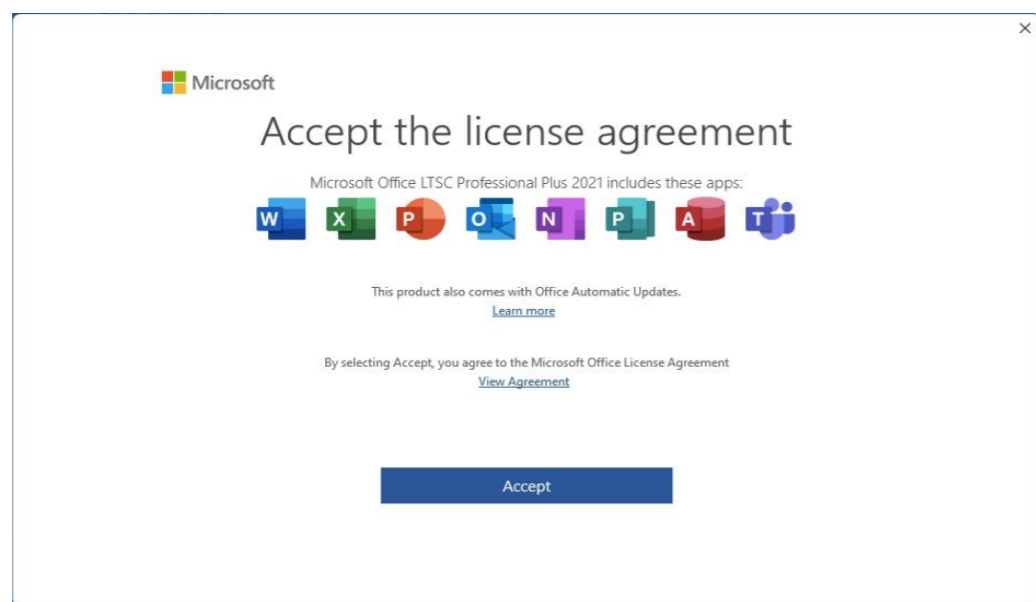 Microsoft
Accept the license agreement
Microsoft Office LTSC Professional Plus 2021 includes these apps:
W X P O N P A T
This product also comes with Office Automatic Updates.
Learn more
By selecting Accept, you agree to the Microsoft Office License Agreement
View Agreement
Accept